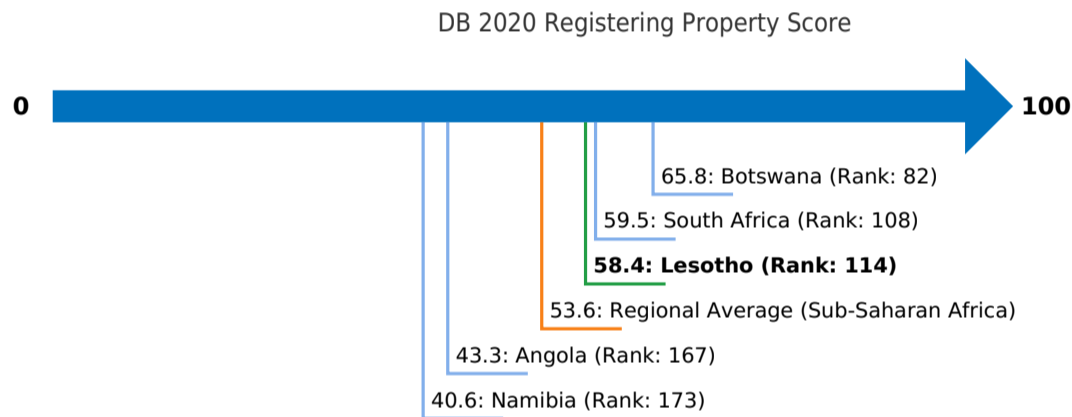 DB 2020 Registering Property Score
0
100
65.8: Botswana (Rank: 82)
59.5: South Africa (Rank: 108)
58.4: Lesotho (Rank: 114)
53.6: Regional Average (Sub-Saharan Africa)
43.3: Angola (Rank: 167)
40.6: Namibia (Rank: 173)